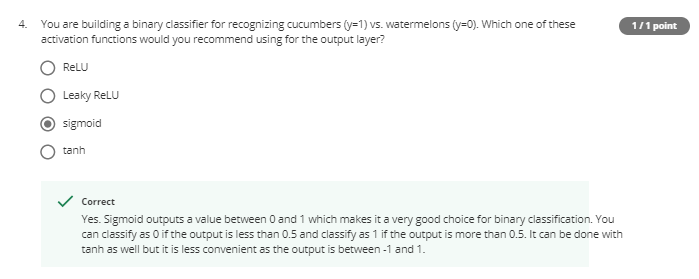 4. You are building a binary classifier for recognizing cucumbers (y=1) vs. watermelons (y=0). Which one of these
activation functions would you recommend using for the output layer?
1 / 1 point
ReLU
Leaky ReLU
sigmoid
tanh
Correct
Yes. Sigmoid outputs a value between 0 and 1 which makes it a very good choice for binary classification. You
can classify as 0 if the output is less than 0.5 and classify as 1 if the output is more than 0.5. It can be done with
tanh as well but it is less convenient as the output is between -1 and 1.